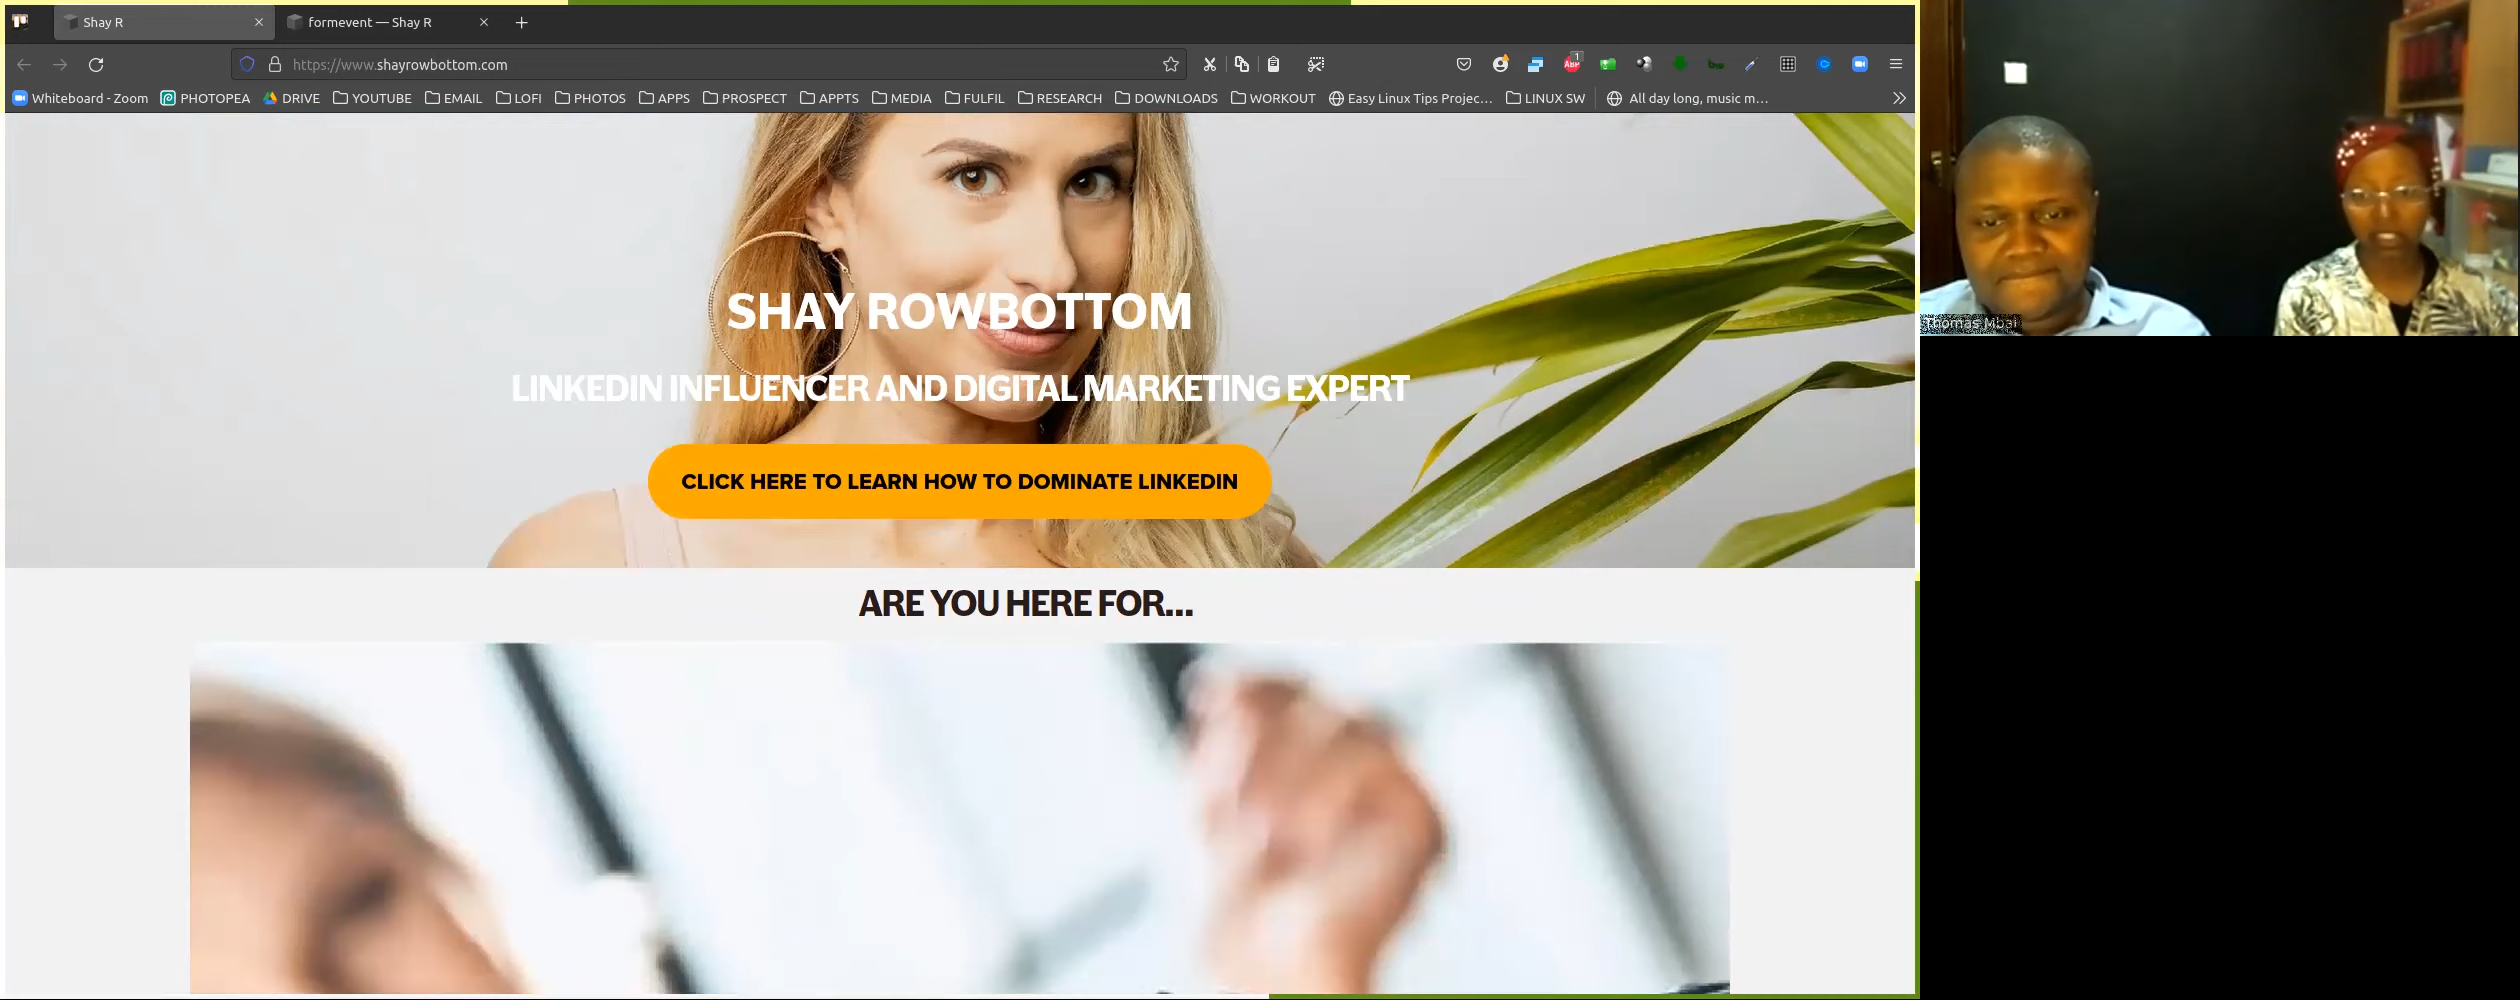 Shay R
formevent — Shay R
https://www.shayrowbottom.com
ABP
1
Whiteboard - Zoom PHOTOPEA DRIVE YOUTUBE EMAIL LOFI PHOTOS APPS PROSPECT APPTS MEDIA FULFIL RESEARCH DOWNLOADS WORKOUT Easy Linux Tips Projec… LINUX SW All day long, music m…
SHAY ROWBOTTOM
LINKEDIN INFLUENCER AND DIGITAL MARKETING EXPERT
CLICK HERE TO LEARN HOW TO DOMINATE LINKEDIN
ARE YOU HERE FOR...
Thomas Mbai